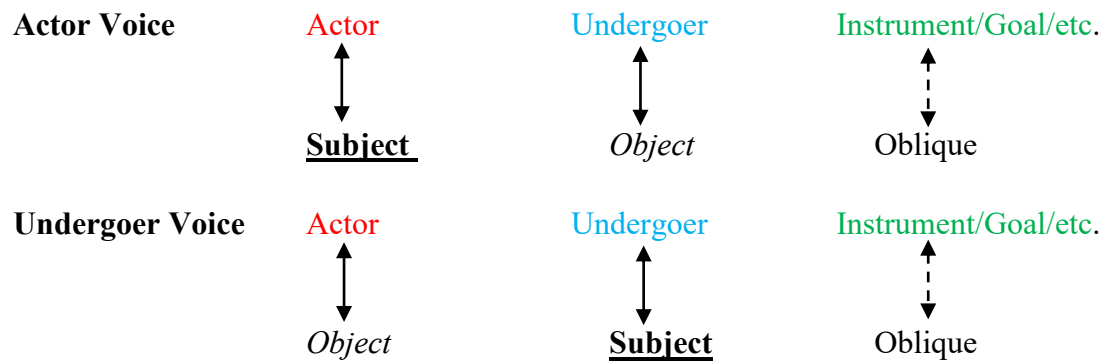 Actor Voice Actor Undergoer Instrument/Goal/etc.
Subject Object Oblique
Undergoer Voice Actor Undergoer Instrument/Goal/etc.
Object Subject Oblique